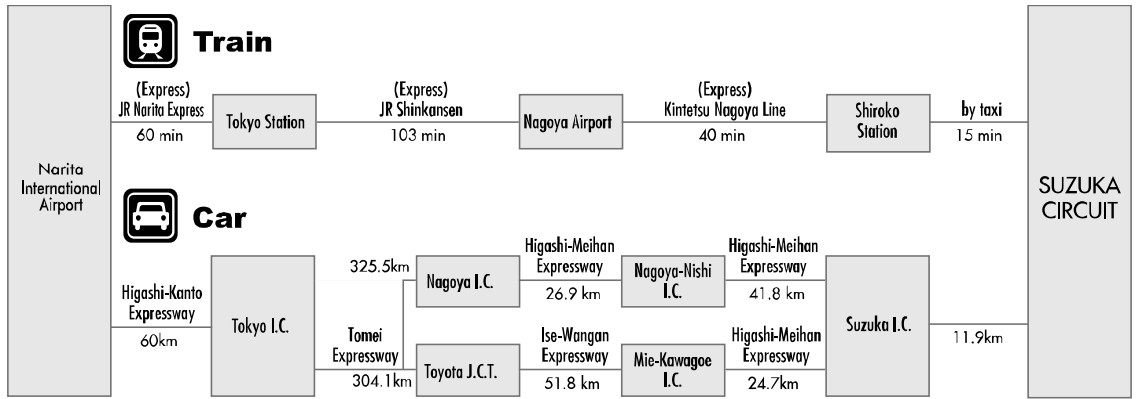 Train
Narita
International
Airport
(Express)
JR Narita Express
60 min
Tokyo Station
(Express)
JR Shinkansen
103 min
Nagoya Airport
(Express)
Kintetsu Nagoya Line
40 min
Shiroko
Station
by taxi
15 min
SUZUKA
CIRCUIT
Car
Higashi-Kanto
Expressway
60km
Tokyo I.C.
325.5km
Nagoya I.C.
Higashi-Meihan
Expressway
26.9 km
Nagoya-Nishi
I.C.
Higashi-Meihan
Expressway
41.8 km
Tomei
Expressway
304.1km
Toyota J.C.T.
Ise-Wangan
Expressway
51.8 km
Mie-Kawagoe
I.C.
Higashi-Meihan
Expressway
24.7km
Suzuka I.C.
11.9km